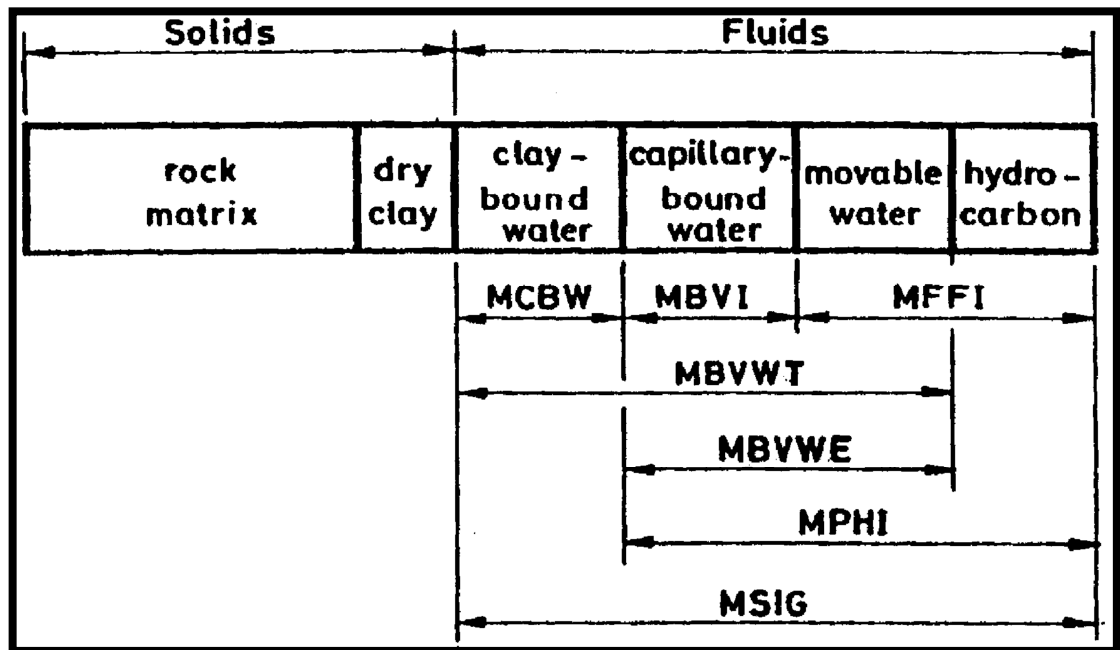 Solids
Fluids
rock
matrix
dry
clay
clay-
bound
water
capillary-
bound
water
movable
water
hydro-
carbon
MCBW
MBVI
MFFI
MBVWT
MBVWE
MPHI
MSIG